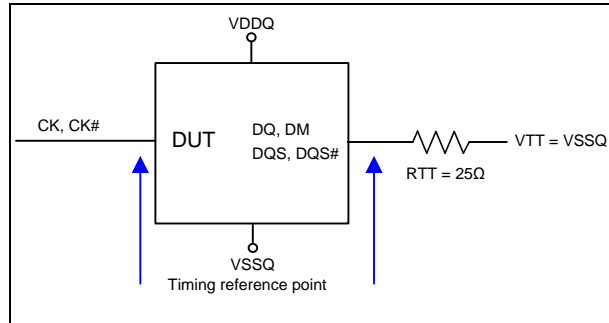 VDDQ
CK, CK#
DUT
DQ, DM
DQS, DQS#
VTT = VSSQ
RTT = 25Ω
VSSQ
Timing reference point